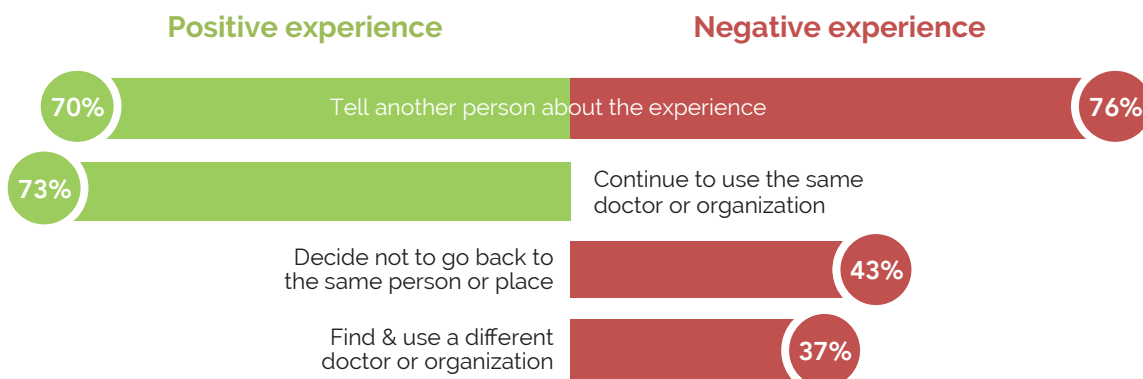 Positive experience
Negative experience
70%
Tell another person about the experience
76%
73%
Continue to use the same
doctor or organization
Decide not to go back to
the same person or place
43%
Find & use a different
doctor or organization
37%